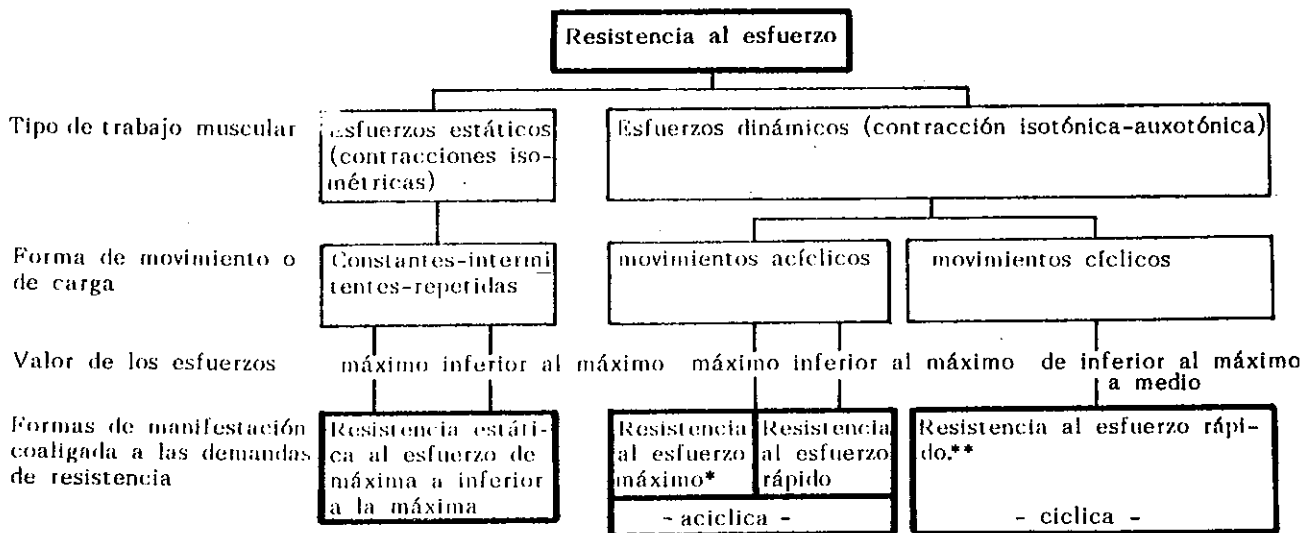 Resistencia al esfuerzo
Tipo de trabajo muscular
Esfuerzos estáticos
(contracciones iso-
métricas)
Esfuerzos dinámicos (contracción isotónica-auxotónica)
Forma de movimiento o
de carga
Constantes-intermi
tentes-repetidas
movimientos acíclicos
movimientos cíclicos
Valor de los esfuerzos
máximo inferior al máximo
máximo inferior al máximo
de inferior al máximo
a medio
Formas de manifestación
coaligada a las demandas
de resistencia
Resistencia estáti-
ca al esfuerzo de
máxima a inferior
a la máxima
Resistencia
al esfuerzo
máximo*
Resistencia
al esfuerzo
rápido
- aciclica -
Resistencia al esfuerzo rápi-
do.**
- ciclica -